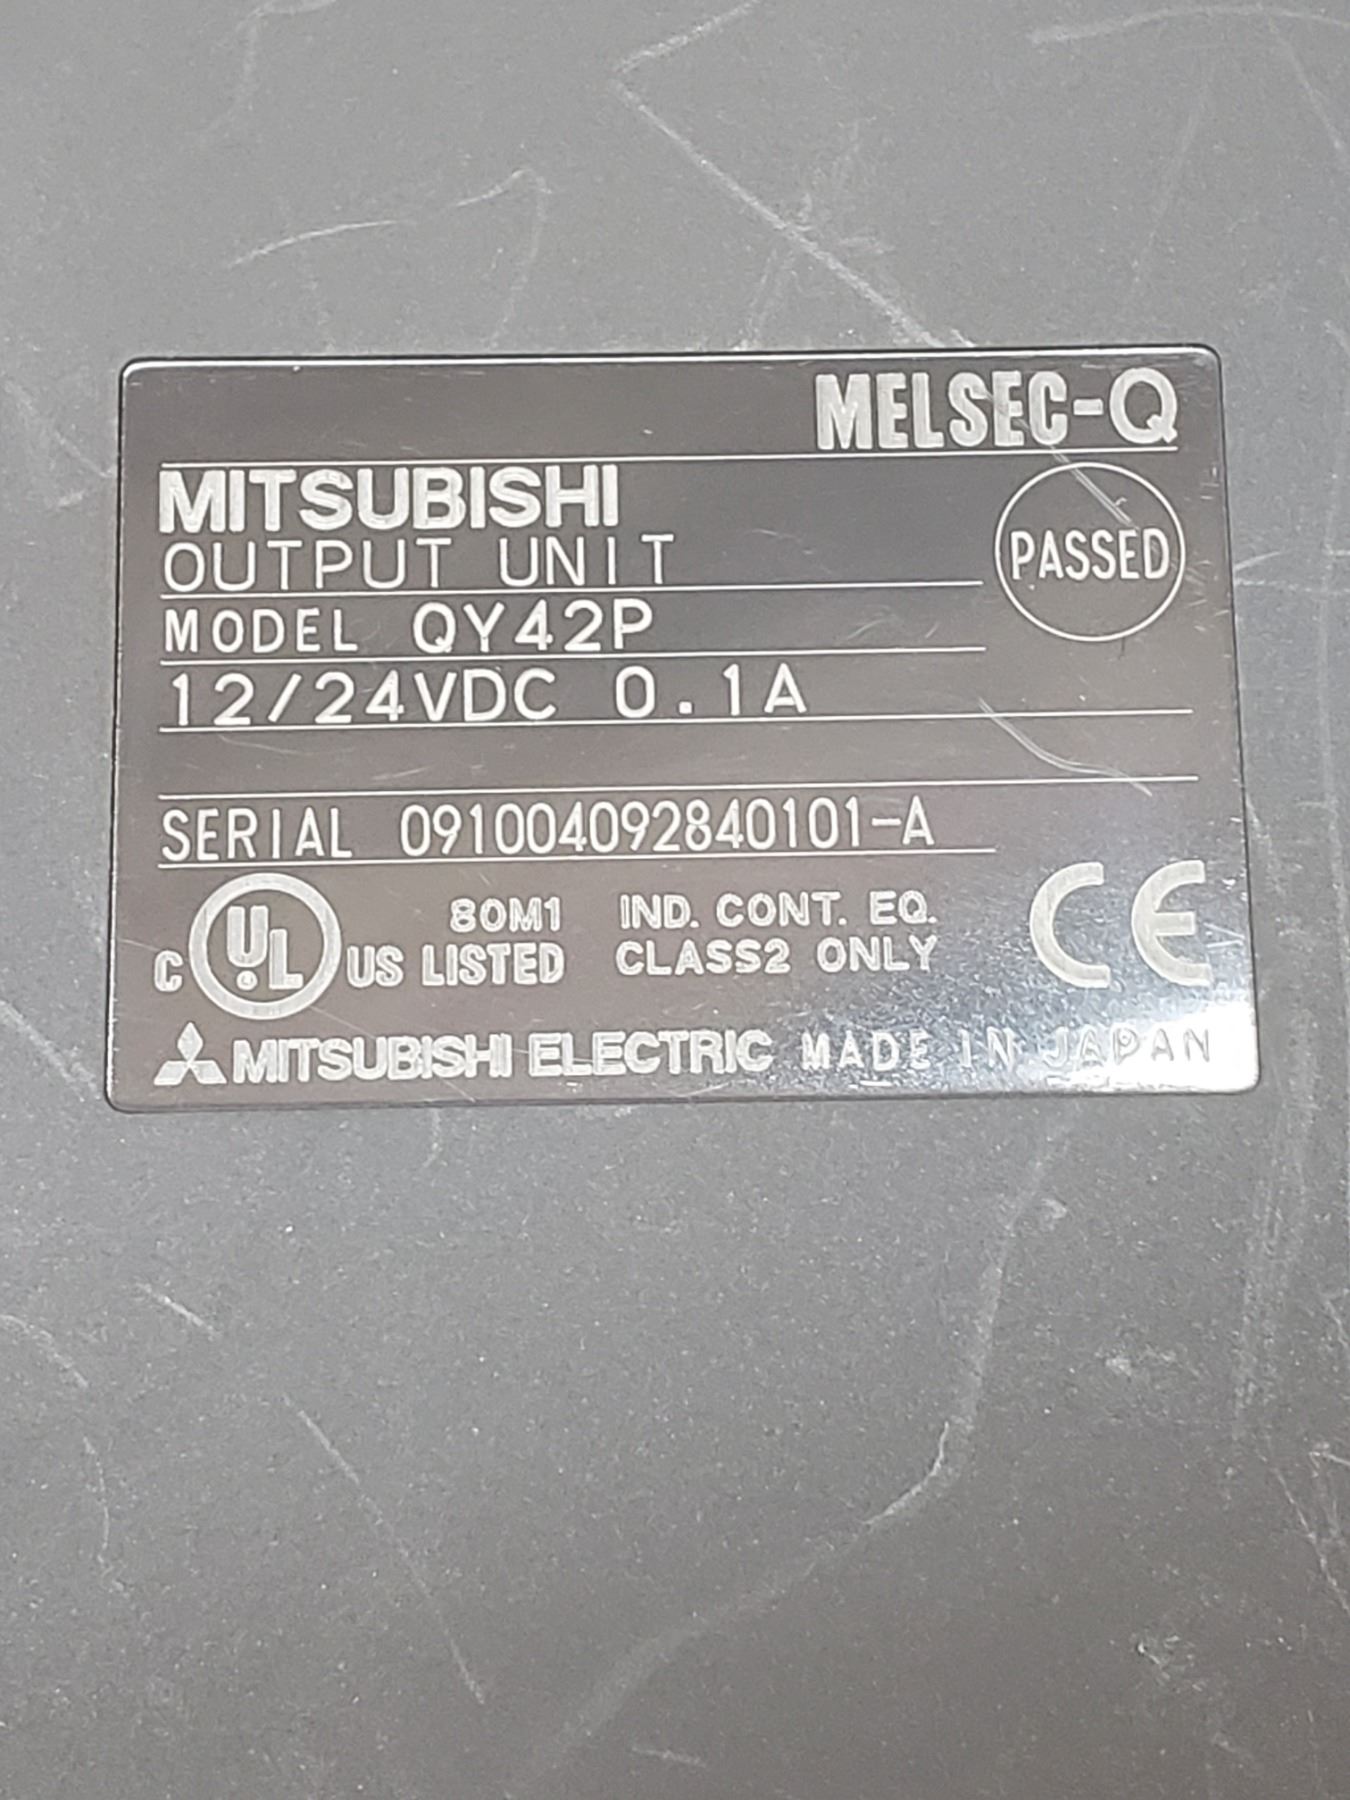 MELSEC-Q
MITSUBISHI
OUTPUT UNIT
PASSED
MODEL QY42P
12/24VDC 0.1A
SERIAL 091004092840101-A
C UL US LISTED 80M1 IND. CONT. EQ.
CLASS2 ONLY
CE
MITSUBISHI ELECTRIC MADE IN JAPAN